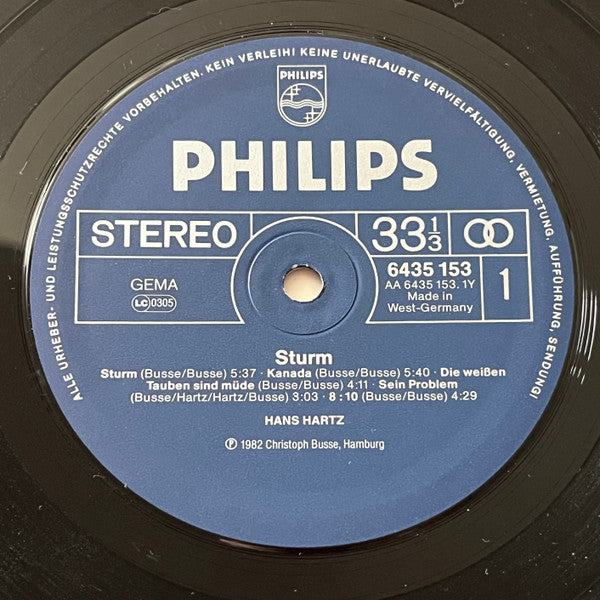 ALLE URHEBER- UND LEISTUNGSSCHUTZRECHTE VORBEHALTEN. KEIN VERLEIH! KEINE UNERLAUBTE VERVIELFÄLTIGUNG, VERMIETUNG, AUFFÜHRUNG, SENDUNG!
PHILIPS
PHILIPS
STEREO
33 1/3
GEMA
LC 0305
6435 153
AA 6435 153.1Y
Made in
West-Germany
1
Sturm
Sturm (Busse/Busse) 5:37 · Kanada (Busse/Busse) 5:40 · Die weißen
Tauben sind müde (Busse/Busse) 4:11 · Sein Problem
(Busse/Hartz/Hartz/Busse) 3:03 · 8:10 (Busse/Busse) 4:29
HANS HARTZ
℗ 1982 Christoph Busse, Hamburg